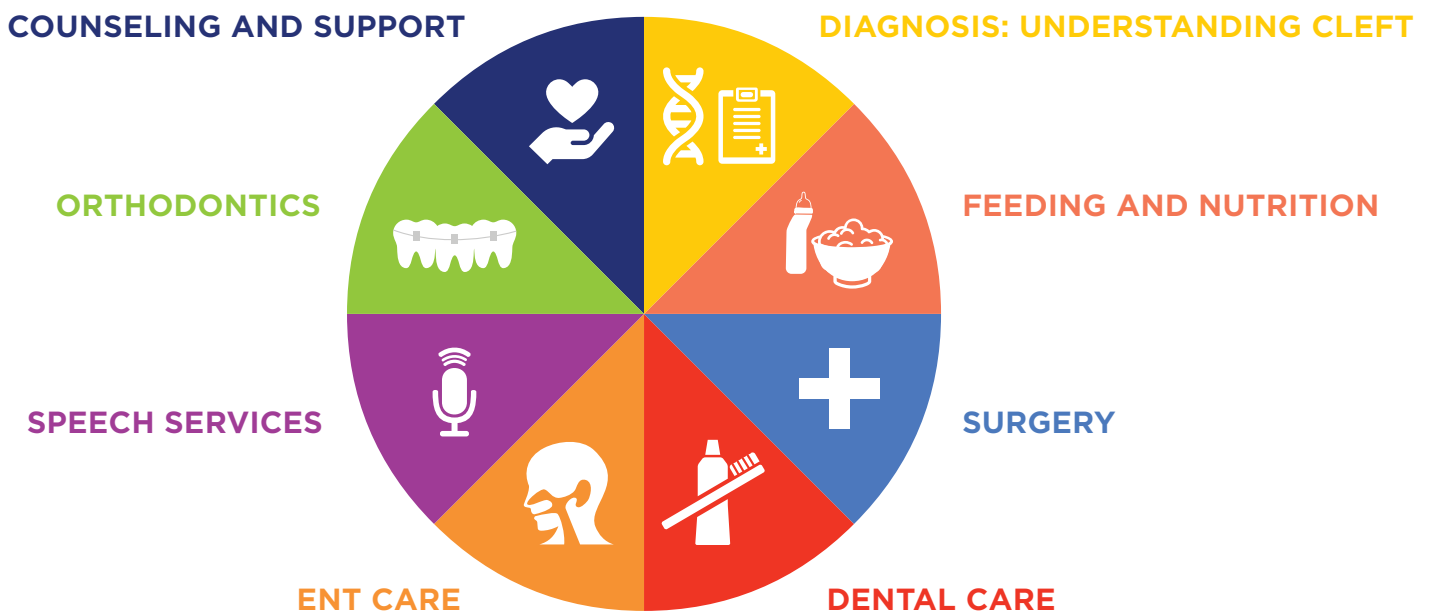 COUNSELING AND SUPPORT
DIAGNOSIS: UNDERSTANDING CLEFT
ORTHODONTICS
FEEDING AND NUTRITION
SPEECH SERVICES
SURGERY
ENT CARE
DENTAL CARE